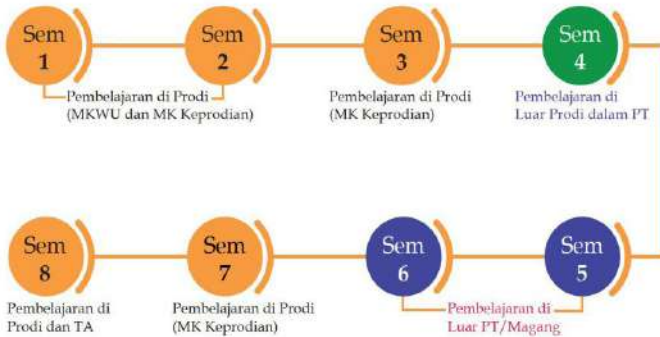 Sem
1
Sem
2
Sem
3
Sem
4
Pembelajaran di Prodi
(MKWU dan MK Keprodian)
Pembelajaran di Prodi
(MK Keprodian)
Pembelajaran di
Luar Prodi dalam PT
Sem
8
Sem
7
Sem
6
Sem
5
Pembelajaran di
Prodi dan TA
Pembelajaran di Prodi
(MK Keprodian)
Pembelajaran di
Luar PT/Magang